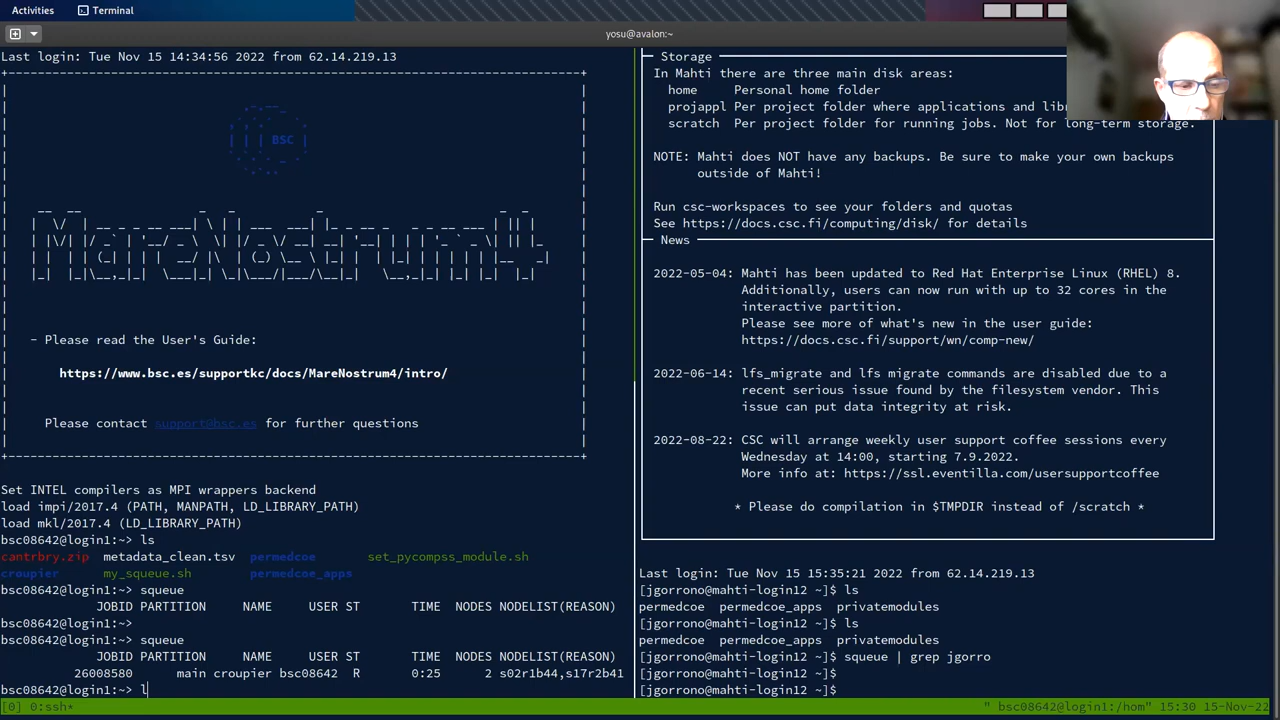 Activities
Terminal
yosu@avalon:~
Last login: Tue Nov 15 14:34:56 2022 from 62.14.219.13
BSC
MareNostrum4
- Please read the User's Guide:
https://www.bsc.es/supportkc/docs/MareNostrum4/intro/
Please contact support@bsc.es for further questions
Set INTEL compilers as MPI wrappers backend
load impi/2017.4 (PATH, MANPATH, LD_LIBRARY_PATH)
load mkl/2017.4 (LD_LIBRARY_PATH)
bsc08642@login1:~> ls
cantrbry.zip metadata_clean.tsv permedcoe set_pycompss_module.sh
croupier my_squeue.sh permedcoe_apps
bsc08642@login1:~> squeue
JOBID PARTITION NAME USER ST TIME NODES NODELIST(REASON)
bsc08642@login1:~>
bsc08642@login1:~> squeue
JOBID PARTITION NAME USER ST TIME NODES NODELIST(REASON)
26008580 main croupier bsc08642 R 0:25 2 s02r1b44,s17r2b41
bsc08642@login1:~> l
Storage
In Mahti there are three main disk areas:
home Personal home folder
projappl Per project folder where applications and
scratch Per project folder for running jobs. Not for long-term storage.
NOTE: Mahti does NOT have any backups. Be sure to make your own backups
outside of Mahti!
Run csc-workspaces to see your folders and quotas
See https://docs.csc.fi/computing/disk/ for details
News
2022-05-04: Mahti has been updated to Red Hat Enterprise Linux (RHEL) 8.
Additionally, users can now run with up to 32 cores in the
interactive partition.
Please see more of what's new in the user guide:
https://docs.csc.fi/support/wn/comp-new/
2022-06-14: lfs_migrate and lfs migrate commands are disabled due to a
recent serious issue found by the filesystem vendor. This
issue can put data integrity at risk.
2022-08-22: CSC will arrange weekly user support coffee sessions every
Wednesday at 14:00, starting 7.9.2022.
More info at: https://ssl.eventilla.com/usersupportcoffee
* Please do compilation in $TMPDIR instead of /scratch *
Last login: Tue Nov 15 15:35:21 2022 from 62.14.219.13
[jgorrono@mahti-login12 ~]$ ls
permedcoe permedcoe_apps privatemodules
[jgorrono@mahti-login12 ~]$ ls
permedcoe permedcoe_apps privatemodules
[jgorrono@mahti-login12 ~]$ squeue | grep jgorro
[jgorrono@mahti-login12 ~]$
[jgorrono@mahti-login12 ~]$
[0] 0:ssh*
" bsc08642@login1:/hom" 15:30 15-Nov-22